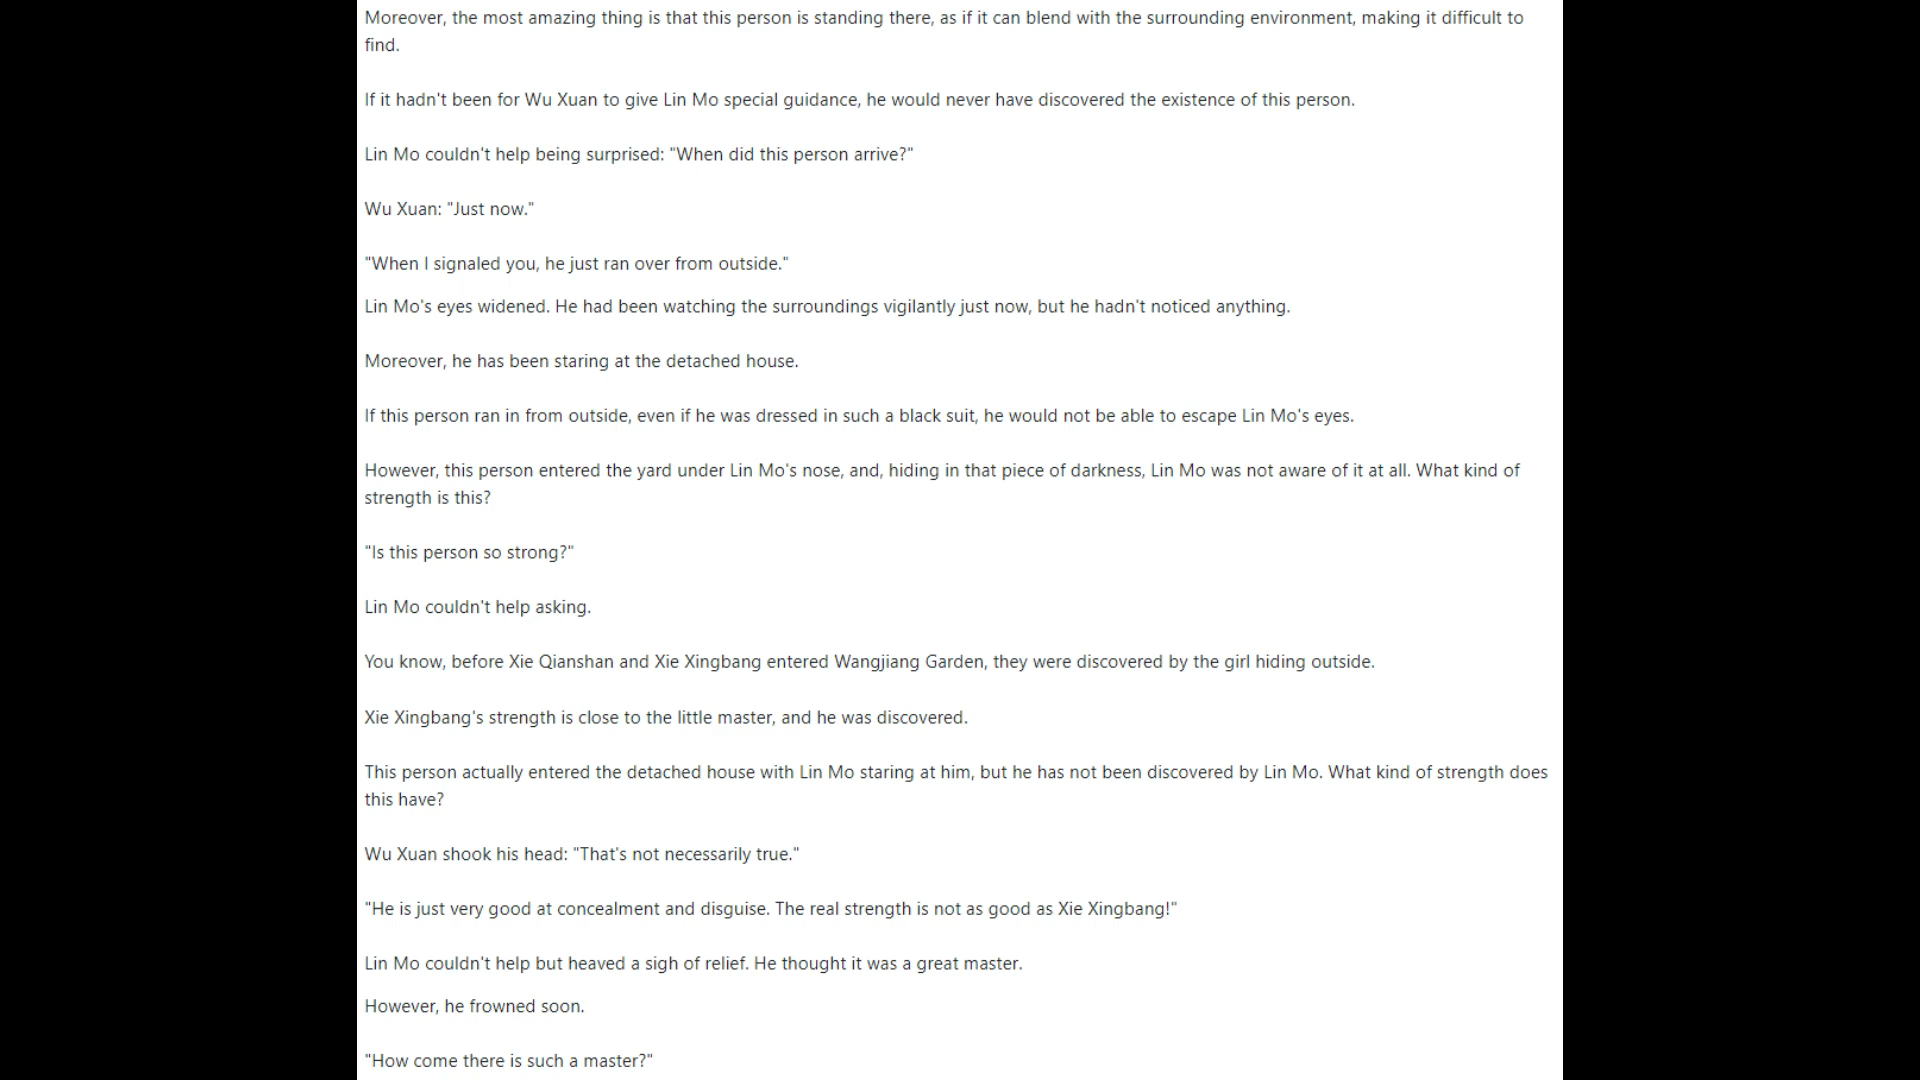 Moreover, the most amazing thing is that this person is standing there, as if it can blend with the surrounding environment, making it difficult to
find.
If it hadn't been for Wu Xuan to give Lin Mo special guidance, he would never have discovered the existence of this person.
Lin Mo couldn't help being surprised: "When did this person arrive?"
Wu Xuan: "Just now."
"When I signaled you, he just ran over from outside."
Lin Mo's eyes widened. He had been watching the surroundings vigilantly just now, but he hadn't noticed anything.
Moreover, he has been staring at the detached house.
If this person ran in from outside, even if he was dressed in such a black suit, he would not be able to escape Lin Mo's eyes.
However, this person entered the yard under Lin Mo's nose, and, hiding in that piece of darkness, Lin Mo was not aware of it at all. What kind of
strength is this?
"Is this person so strong?"
Lin Mo couldn't help asking.
You know, before Xie Qianshan and Xie Xingbang entered Wangjiang Garden, they were discovered by the girl hiding outside.
Xie Xingbang's strength is close to the little master, and he was discovered.
This person actually entered the detached house with Lin Mo staring at him, but he has not been discovered by Lin Mo. What kind of strength does
this have?
Wu Xuan shook his head: "That's not necessarily true."
"He is just very good at concealment and disguise. The real strength is not as good as Xie Xingbang!"
Lin Mo couldn't help but heaved a sigh of relief. He thought it was a great master.
However, he frowned soon.
"How come there is such a master?"